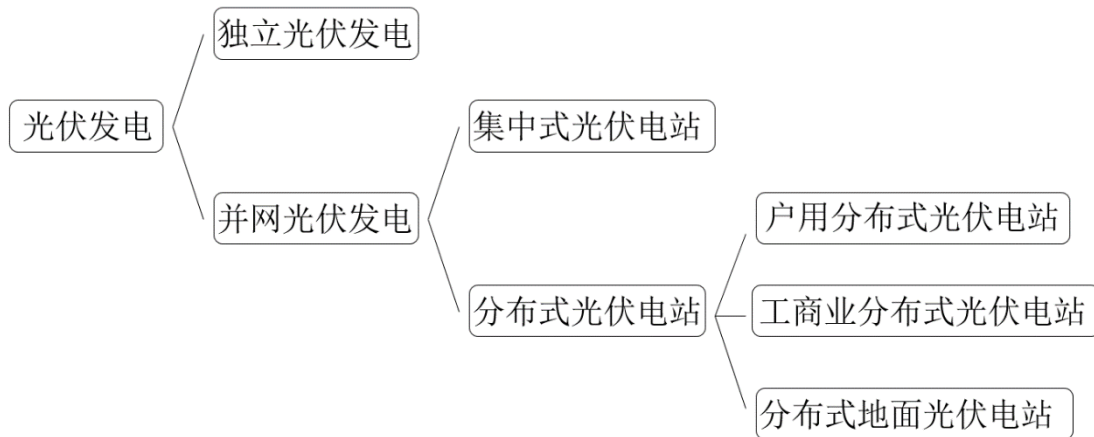 独立光伏发电
光伏发电
集中式光伏电站
并网光伏发电
户用分布式光伏电站
分布式光伏电站
工商业分布式光伏电站
分布式地面光伏电站